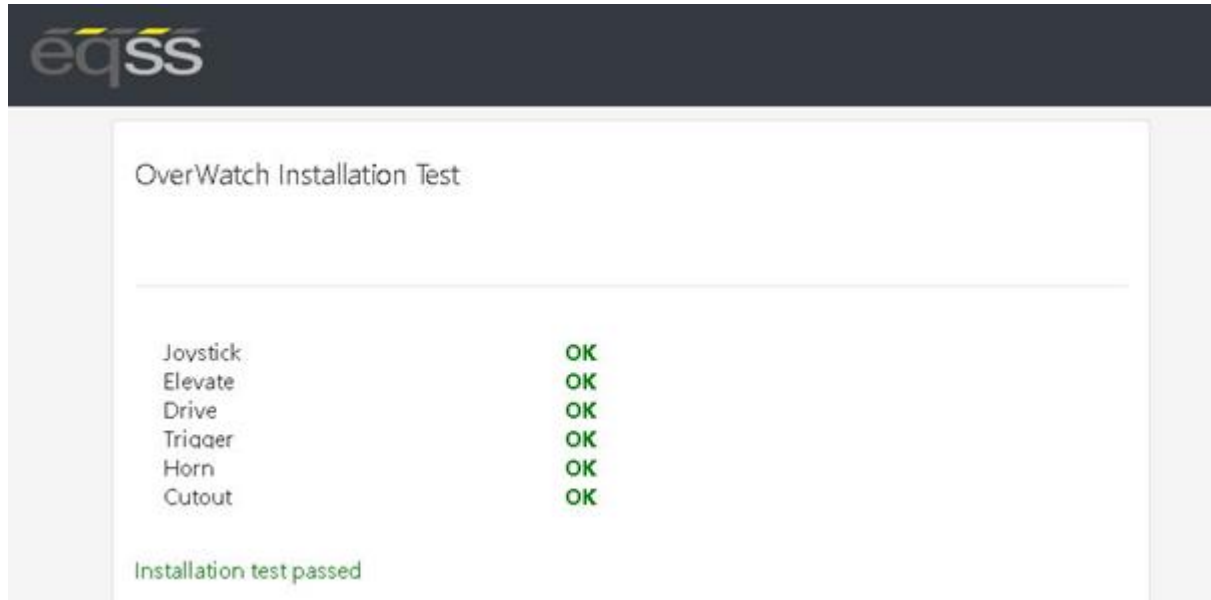 eqss
OverWatch Installation Test
Joystick OK
Elevate OK
Drive OK
Trigger OK
Horn OK
Cutout OK
Installation test passed